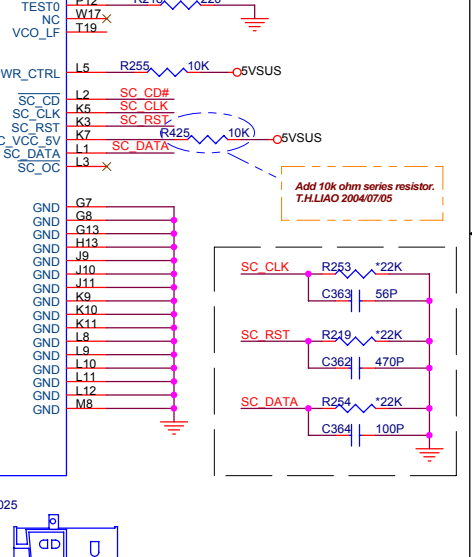 TEST0
NC W17
VCO_LF T19
WR_CTRL L5 R255 10K 5VSUS
SC_CD L2 SC_CD#
SC_CLK K5 SC_CLK
SC_RST K3 SC_RST
C_VCC_5V K7 R425 10K 5VSUS
SC_DATA L1 SC_DATA
SC_OC L3
Add 10k ohm series resistor.
T.H.LIAO 2004/07/05
GND G7
GND G8
GND G13
GND H13
GND J9
GND J10
GND J11
GND K9
GND K10
GND K11
GND L8
GND L9
GND L10
GND L11
GND L12
GND M8
SC_CLK R253 *22K
C363 56P
SC_RST R219 *22K
C362 470P
SC_DATA R254 *22K
C364 100P
025